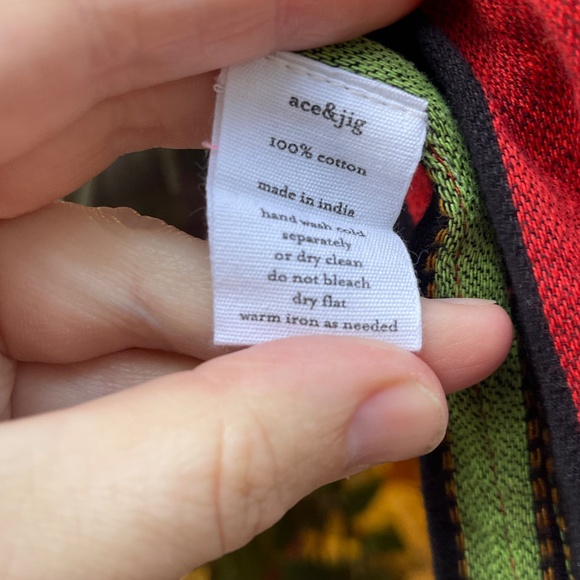 ace&jig
100% cotton
made in india
hand wash cold
separately
or dry clean
do not bleach
dry flat
warm iron as needed